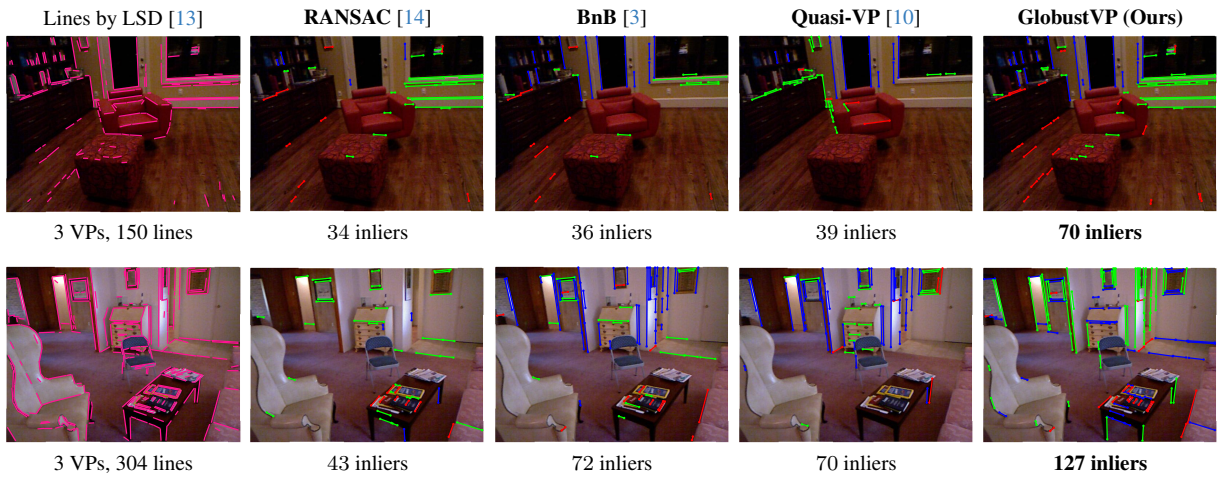 Lines by LSD [13]
RANSAC [14]
BnB [3]
Quasi-VP [10]
GlobustVP (Ours)
3 VPs, 150 lines
34 inliers
36 inliers
39 inliers
70 inliers
3 VPs, 304 lines
43 inliers
72 inliers
70 inliers
127 inliers